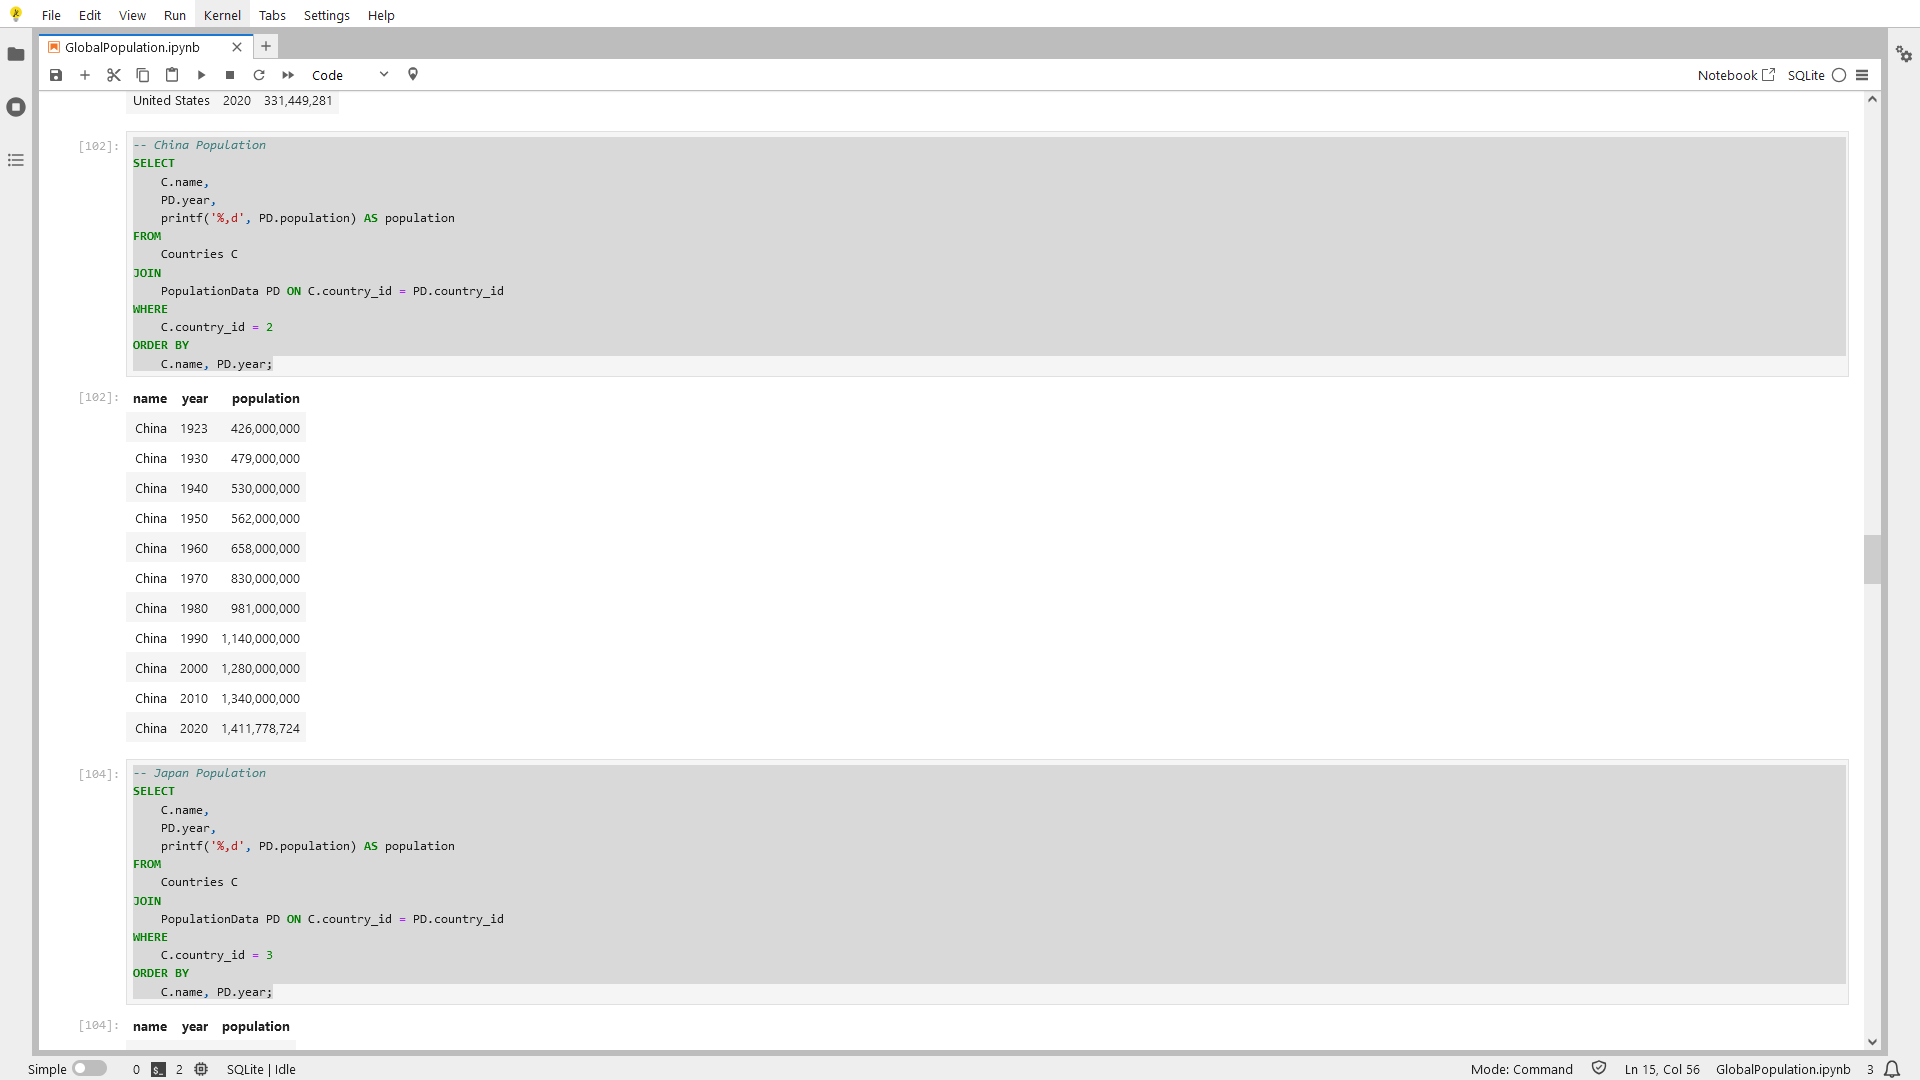 File Edit View Run Kernel Tabs Settings Help
GlobalPopulation.ipynb
Code
Notebook SQLite
United States 2020 331,449,281
[102]: -- China Population
SELECT
C.name,
PD.year,
printf('%,d', PD.population) AS population
FROM
Countries C
JOIN
PopulationData PD ON C.country_id = PD.country_id
WHERE
C.country_id = 2
ORDER BY
C.name, PD.year;
[102]: name year population
China 1923 426,000,000
China 1930 479,000,000
China 1940 530,000,000
China 1950 562,000,000
China 1960 658,000,000
China 1970 830,000,000
China 1980 981,000,000
China 1990 1,140,000,000
China 2000 1,280,000,000
China 2010 1,340,000,000
China 2020 1,411,778,724
[104]: -- Japan Population
SELECT
C.name,
PD.year,
printf('%,d', PD.population) AS population
FROM
Countries C
JOIN
PopulationData PD ON C.country_id = PD.country_id
WHERE
C.country_id = 3
ORDER BY
C.name, PD.year;
[104]: name year population
Simple 0 $_ 2 SQLite | Idle Mode: Command Ln 15, Col 56 GlobalPopulation.ipynb 3